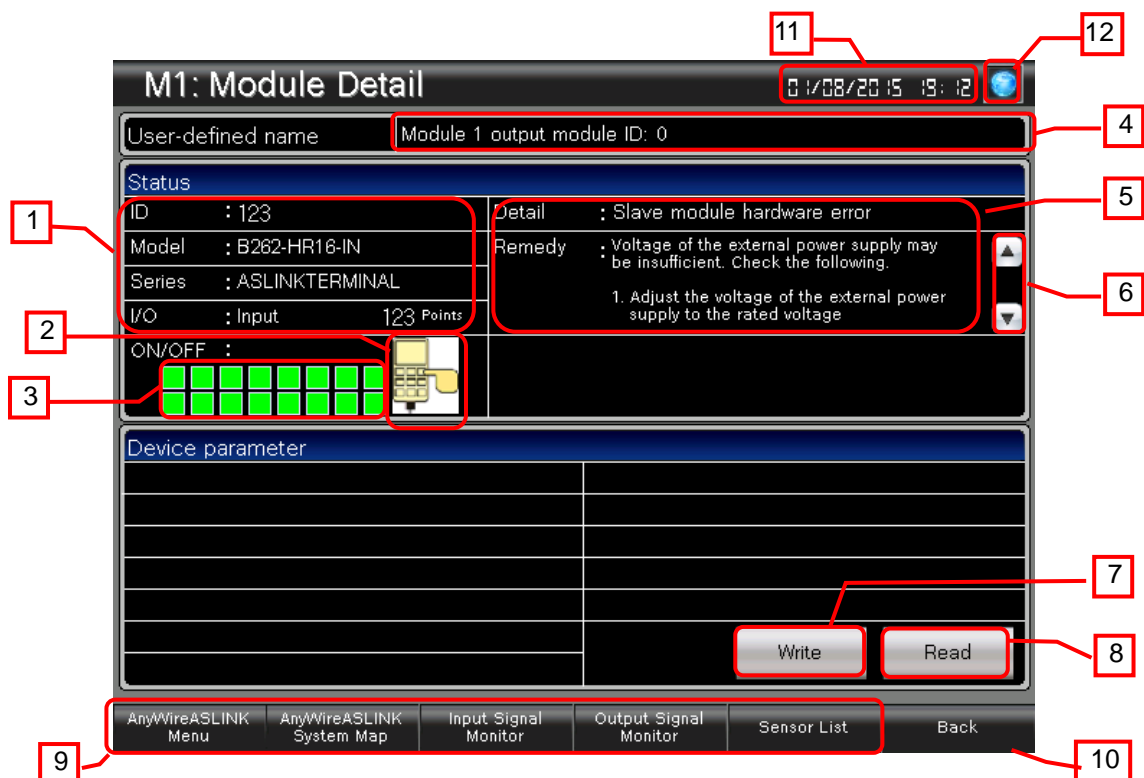 11
12
M1: Module Detail
01/08/2015 19:12
User-defined name
Module 1 output module ID: 0
4
Status
5
1
ID : 123
Detail : Slave module hardware error
Model : B262-HR16-IN
Remedy : Voltage of the external power supply may
be insufficient. Check the following.
Series : ASLINKTERMINAL
1. Adjust the voltage of the external power
supply to the rated voltage
6
I/O : Input 123 Points
2
ON/OFF :
3
Device parameter
7
Write
Read
8
AnyWireASLINK
Menu
AnyWireASLINK
System Map
Input Signal
Monitor
Output Signal
Monitor
Sensor List
Back
9
10